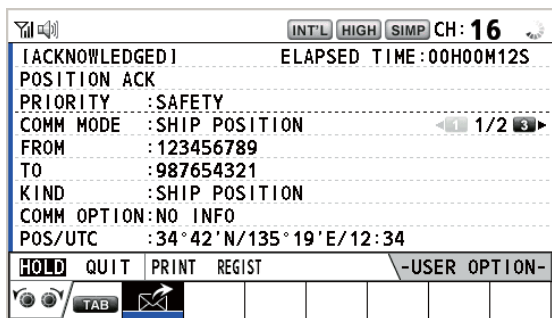 INT'L HIGH SIMP CH: 16
[ACKNOWLEDGED] ELAPSED TIME:00H00M12S
POSITION ACK
PRIORITY :SAFETY
COMM MODE :SHIP POSITION 1 1/2 3
FROM :123456789
TO :987654321
KIND :SHIP POSITION
COMM OPTION:NO INFO
POS/UTC :34°42'N/135°19'E/12:34
HOLD QUIT PRINT REGIST -USER OPTION-
TAB